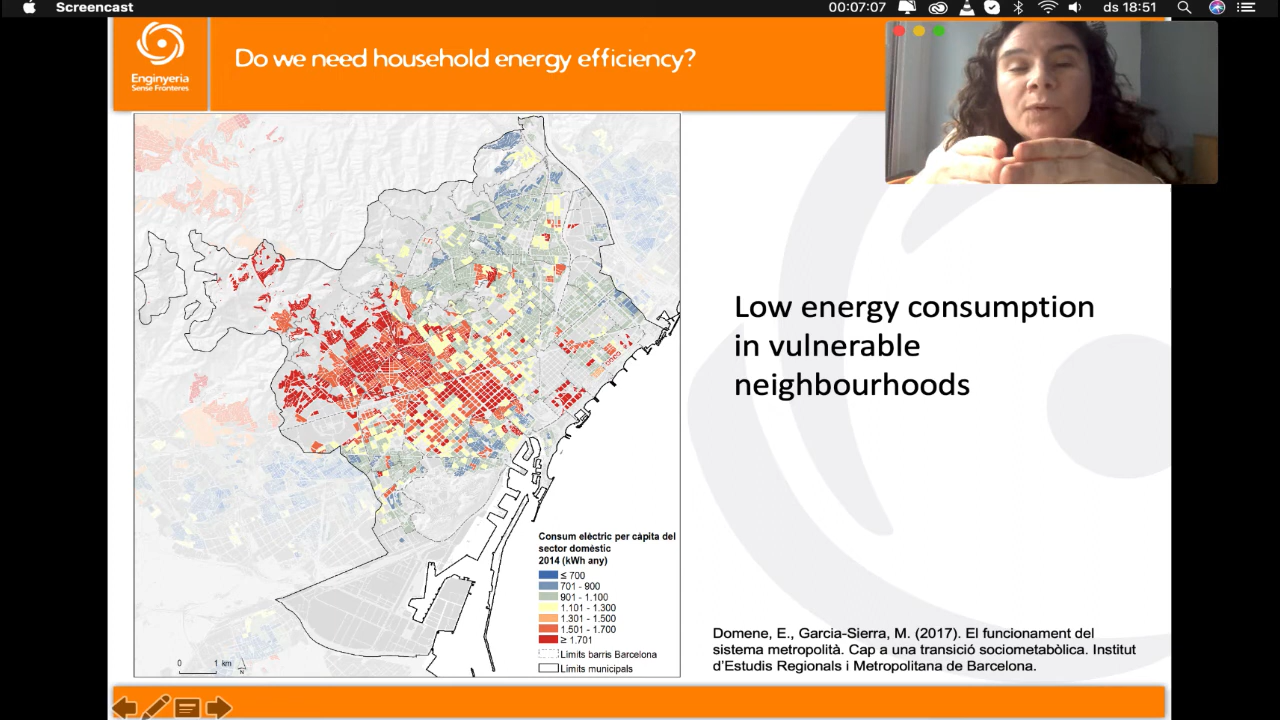 Screencast
00:07:07
ds 18:51
Enginyeria
Sense Fronteres
Do we need household energy efficiency?
Low energy consumption
in vulnerable
neighbourhoods
Consum elèctric per càpita del
sector domèstic
2014 (kWh any)
≤ 700
701 - 900
901 - 1.100
1.101 - 1.300
1.301 - 1.500
1.501 - 1.700
≥ 1.701
Límits barris Barcelona
Límits municipals
0 1 km
N
Domene, E., Garcia-Sierra, M. (2017). El funcionament del
sistema metropolità. Cap a una transició sociometabòlica. Institut
d'Estudis Regionals i Metropolitana de Barcelona.